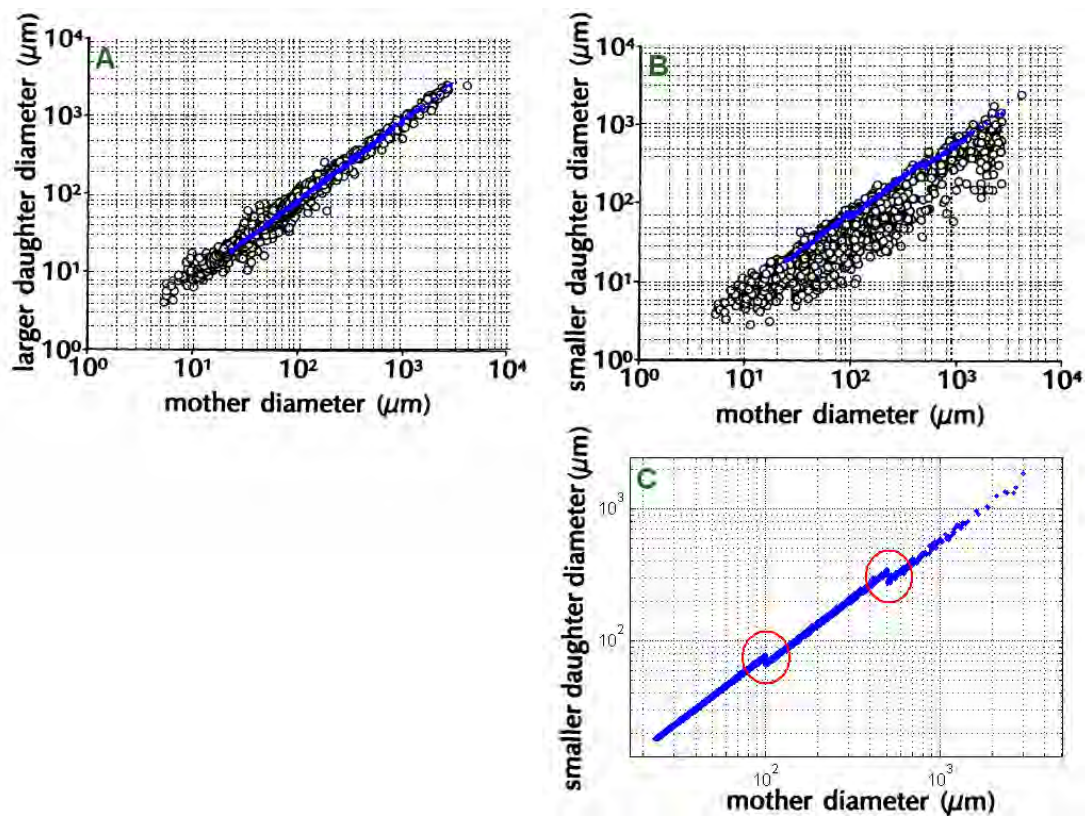 A
larger daughter diameter (µm)
10⁴
10³
10²
10¹
10⁰
10⁰ 10¹ 10² 10³ 10⁴
mother diameter (µm)
B
smaller daughter diameter (µm)
10⁴
10³
10²
10¹
10⁰
10⁰ 10¹ 10² 10³ 10⁴
mother diameter (µm)
C
smaller daughter diameter (µm)
10³
10²
10² 10³
mother diameter (µm)